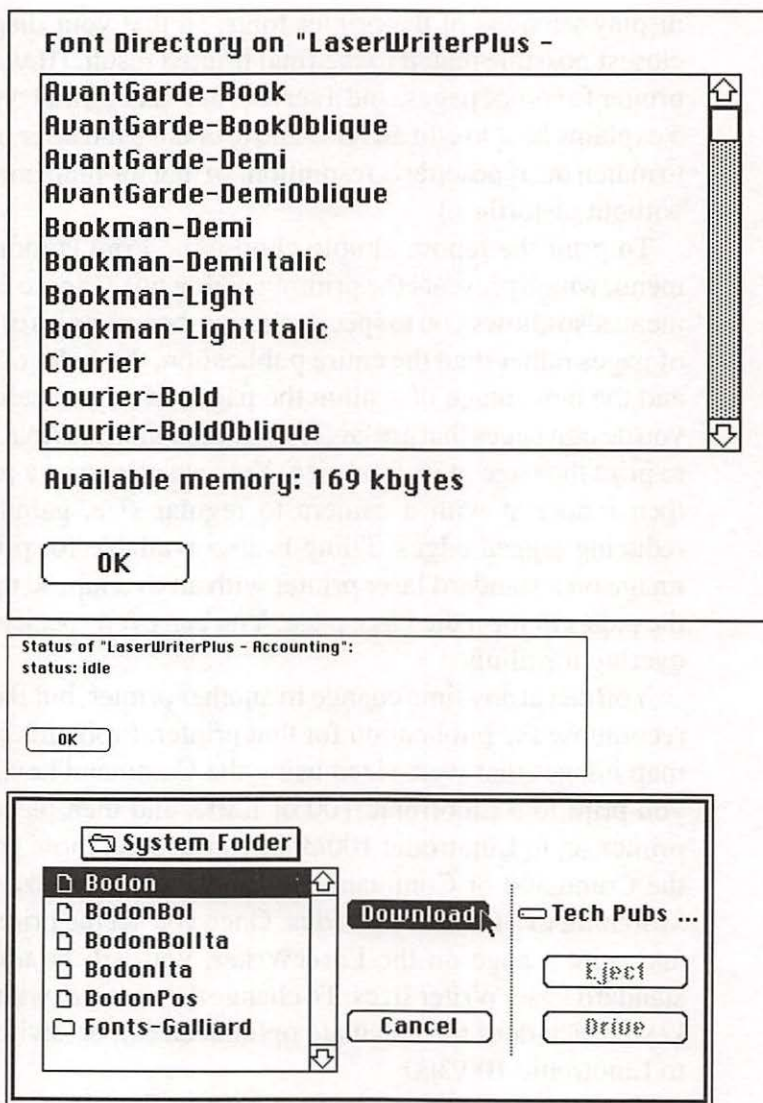 Font Directory on "LaserWriterPlus -
AvantGarde-Book
AvantGarde-BookOblique
AvantGarde-Demi
AvantGarde-DemiOblique
Bookman-Demi
Bookman-DemiItalic
Bookman-Light
Bookman-LightItalic
Courier
Courier-Bold
Courier-BoldOblique
Available memory: 169 kbytes
OK
Status of "LaserWriterPlus - Accounting":
status: idle
OK
System Folder
Bodon
BodonBol
BodonBolIta
BodonIta
BodonPos
Fonts-Galliard
Download
Cancel
Tech Pubs ...
Eject
Drive